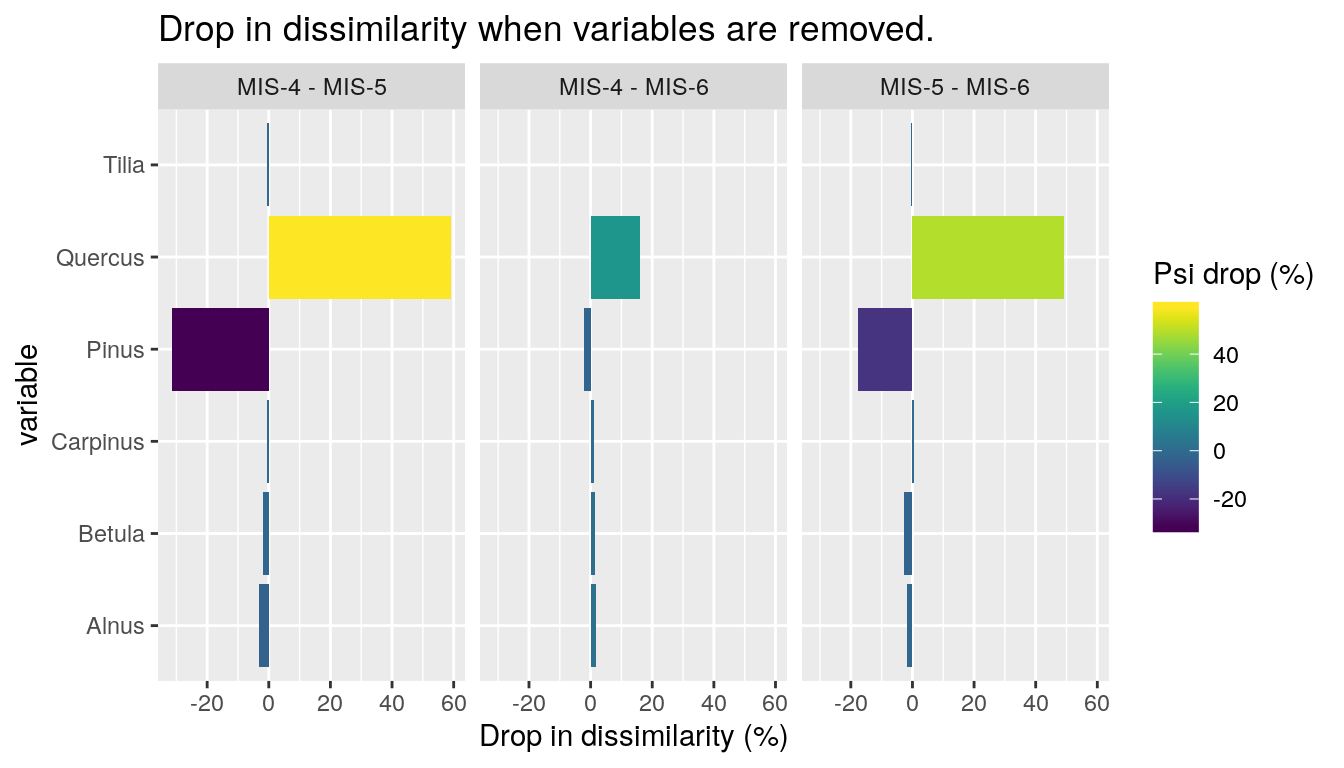 Drop in dissimilarity when variables are removed.
MIS-4 - MIS-5
MIS-4 - MIS-6
MIS-5 - MIS-6
variable
Tilia
Quercus
Pinus
Carpinus
Betula
Alnus
-20 0 20 40 60
-20 0 20 40 60
-20 0 20 40 60
Drop in dissimilarity (%)
Psi drop (%)
40
20
0
-20